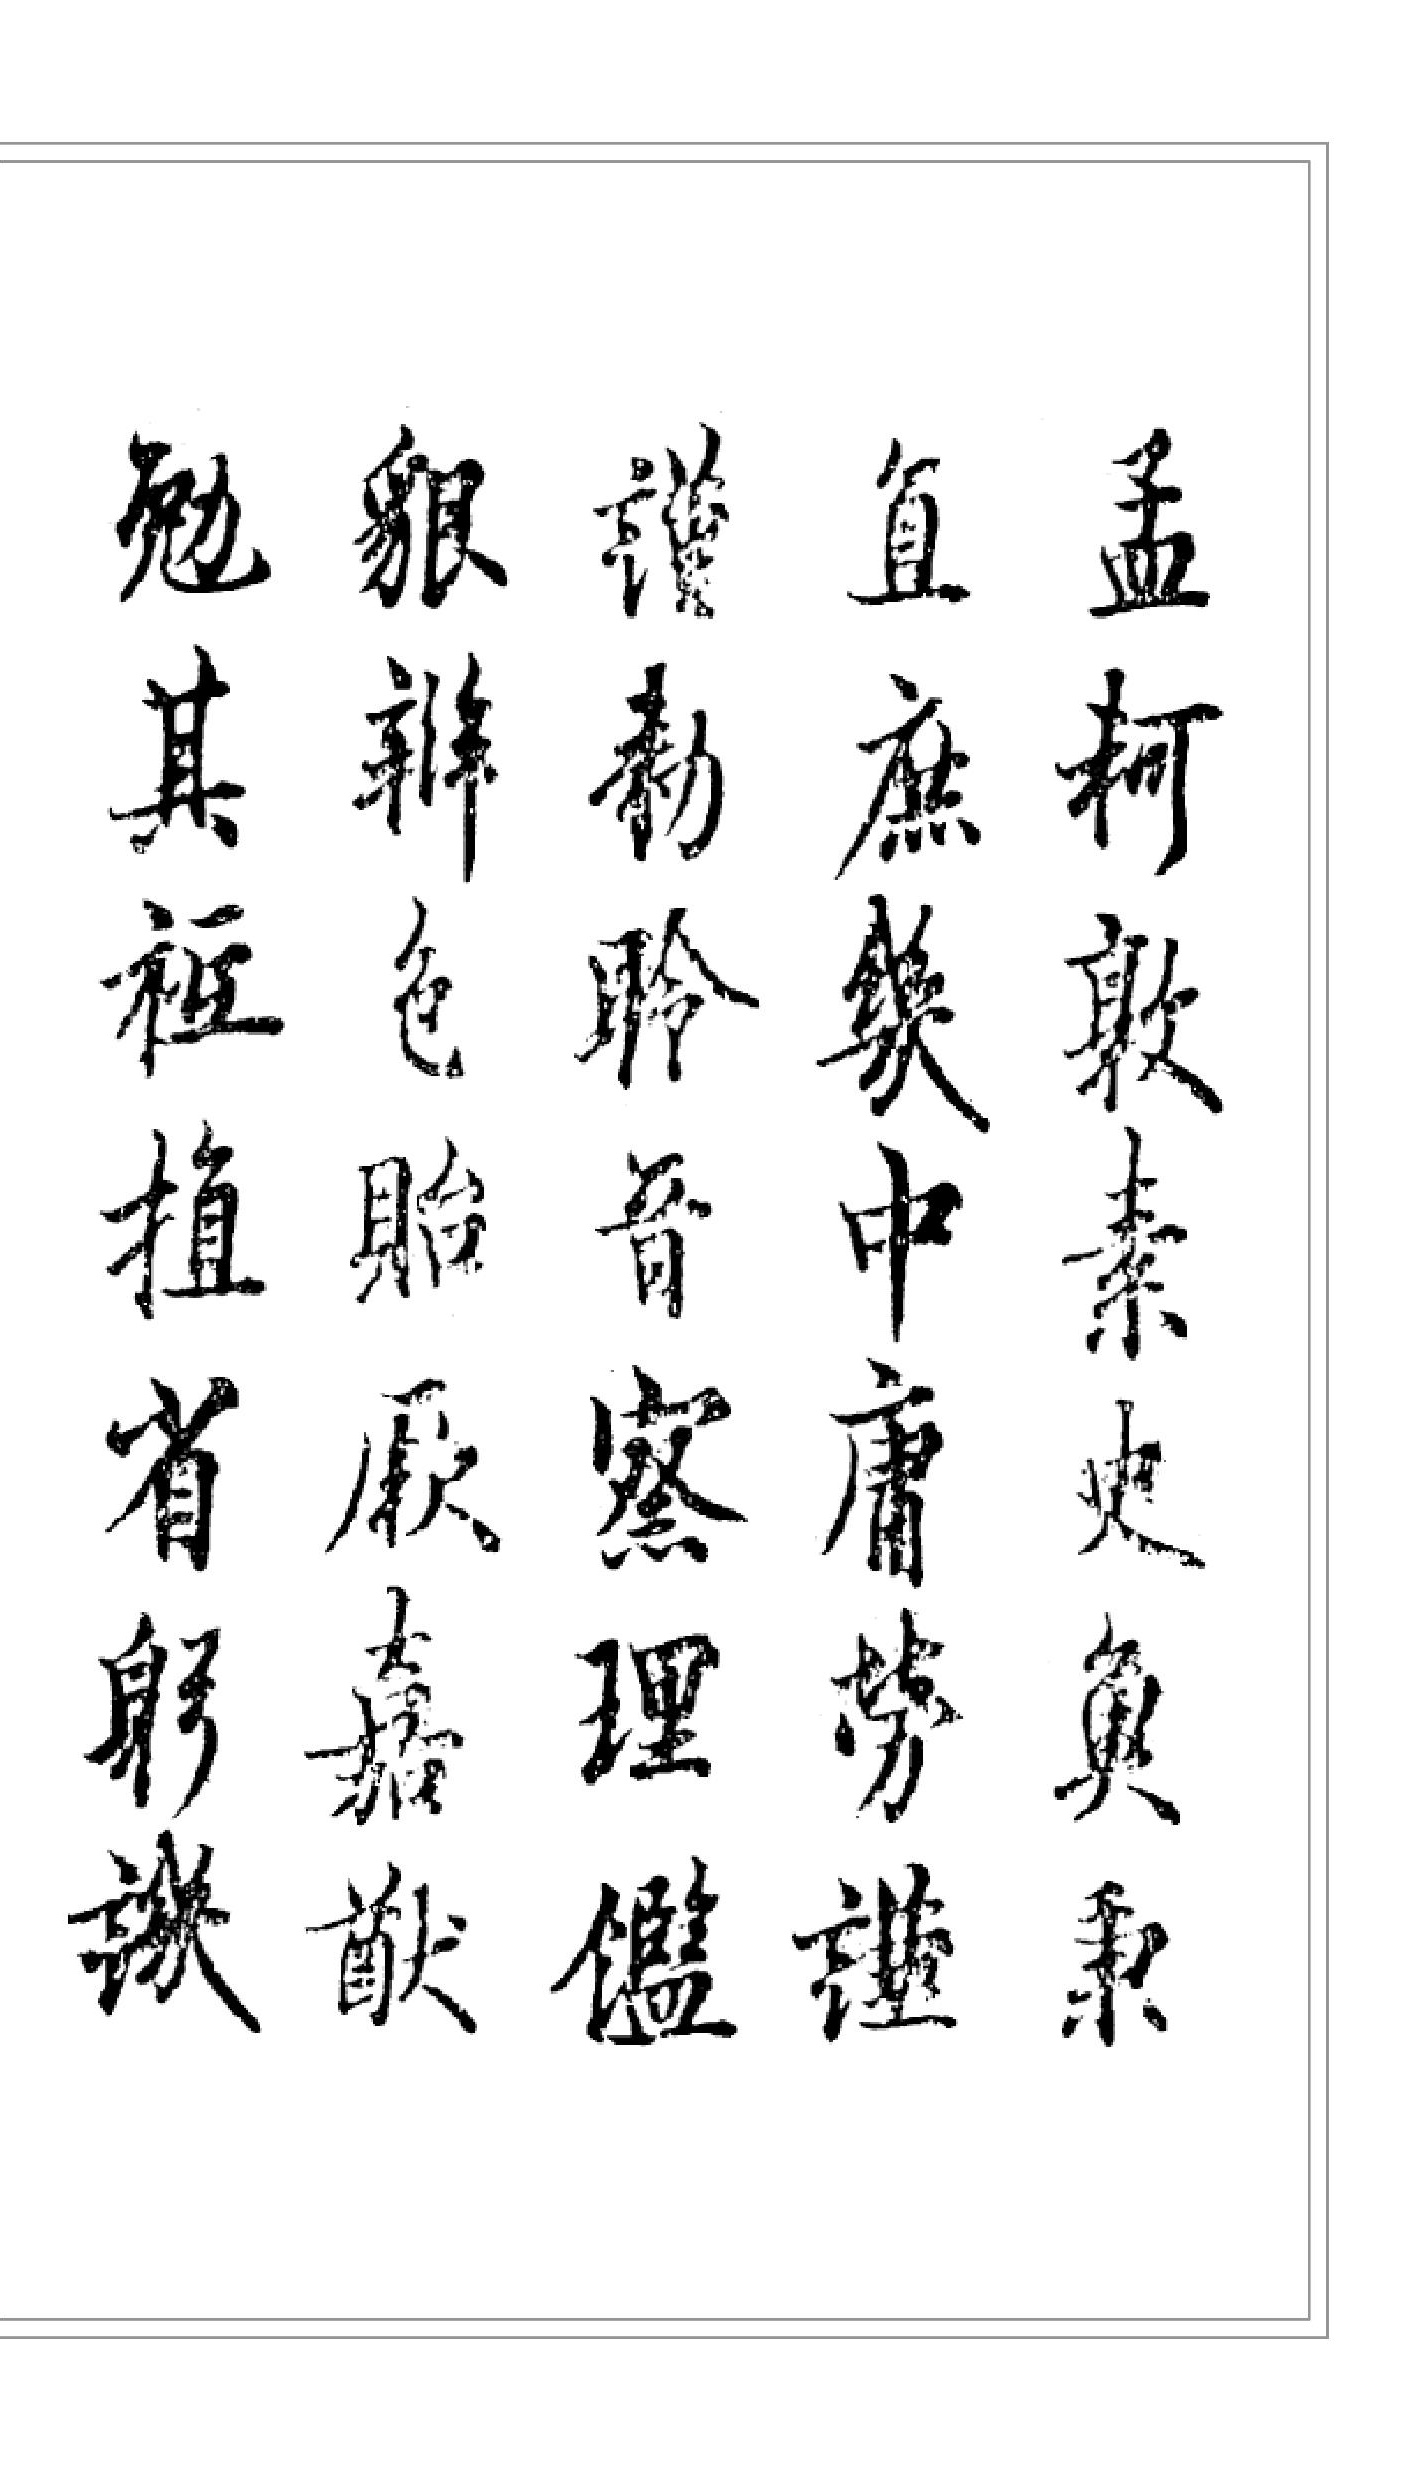 孟軻敦素史魚秉
直庶幾中庸勞謙
謹勅聆音察理鑑
貌辨色貽厥嘉猷
勉其祗植省躬譏